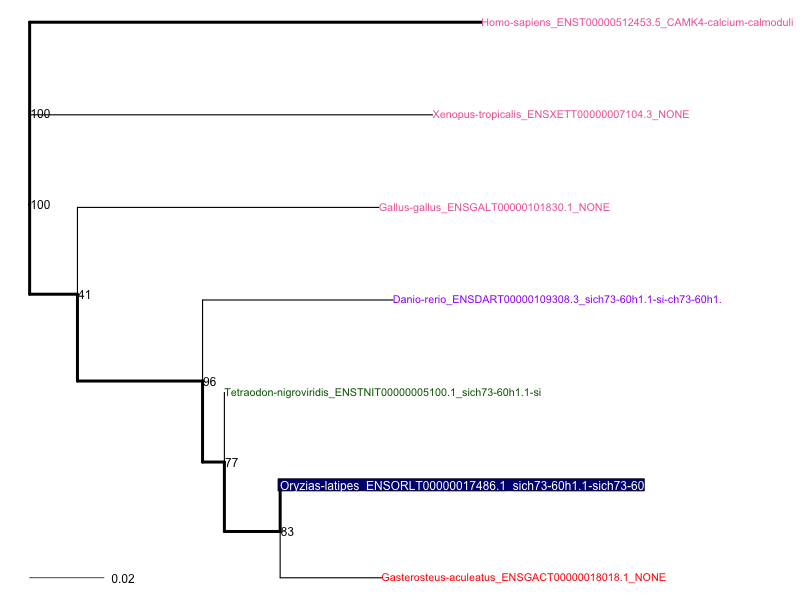 Homo-sapiens_ENST00000512453.5_CAMK4-calcium-calmoduli
100
Xenopus-tropicalis_ENSXETT00000007104.3_NONE
100
Gallus-gallus_ENSGALT00000101830.1_NONE
41
Danio-rerio_ENSDART00000109308.3_sich73-60h1.1-si-ch73-60h1.
96
Tetraodon-nigroviridis_ENSTNIT00000005100.1_sich73-60h1.1-si
77
Oryzias-latipes_ENSORLT00000017486.1_sich73-60h1.1-sich73-60
83
Gasterosteus-aculeatus_ENSGACT00000018018.1_NONE
0.02